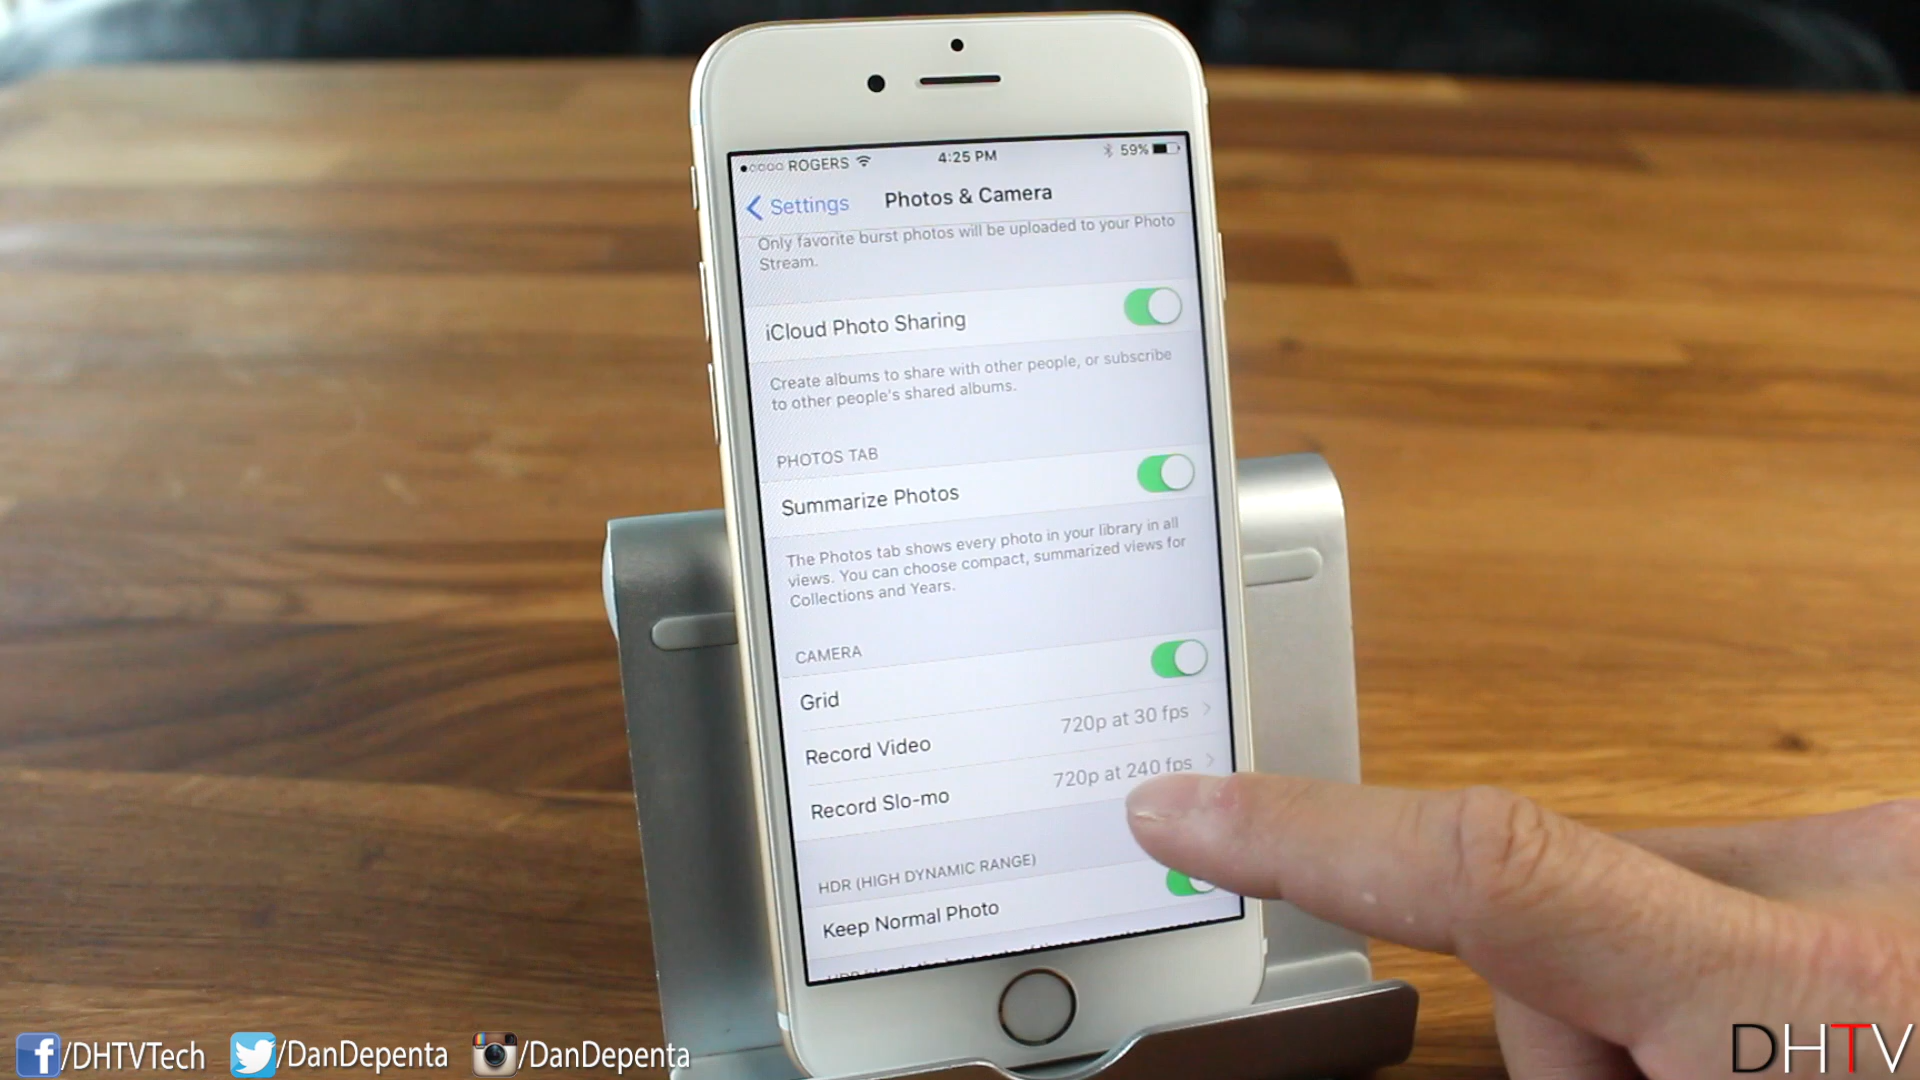 ROGERS 4:25 PM 59%
Settings Photos & Camera
Only favorite burst photos will be uploaded to your Photo
Stream.
iCloud Photo Sharing
Create albums to share with other people, or subscribe
to other people's shared albums.
PHOTOS TAB
Summarize Photos
The Photos tab shows every photo in your library in all
views. You can choose compact, summarized views for
Collections and Years.
CAMERA
Grid
Record Video 720p at 30 fps
Record Slo-mo 720p at 240 fps
HDR (HIGH DYNAMIC RANGE)
Keep Normal Photo
f/DHTVTech /DanDepenta /DanDepenta
DHTV